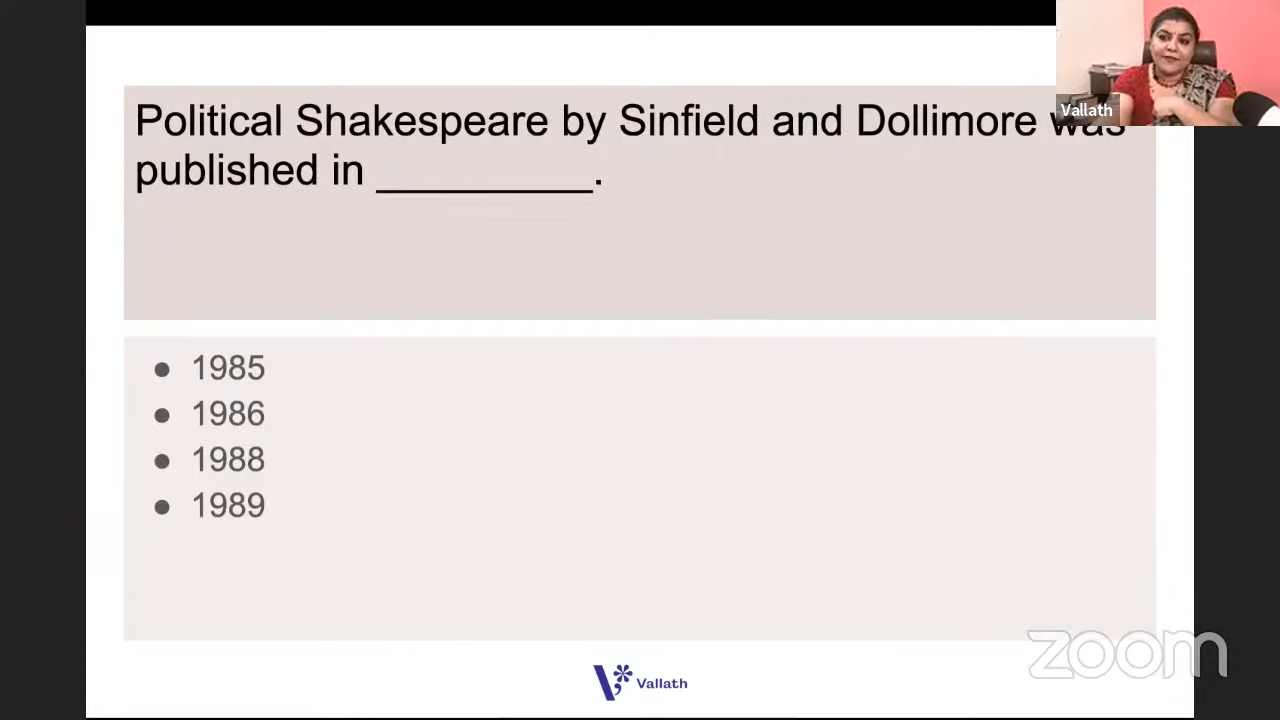 Political Shakespeare by Sinfield and Dollimore was
published in __________.
Vallath
● 1985
● 1986
● 1988
● 1989
zoom
Vallath